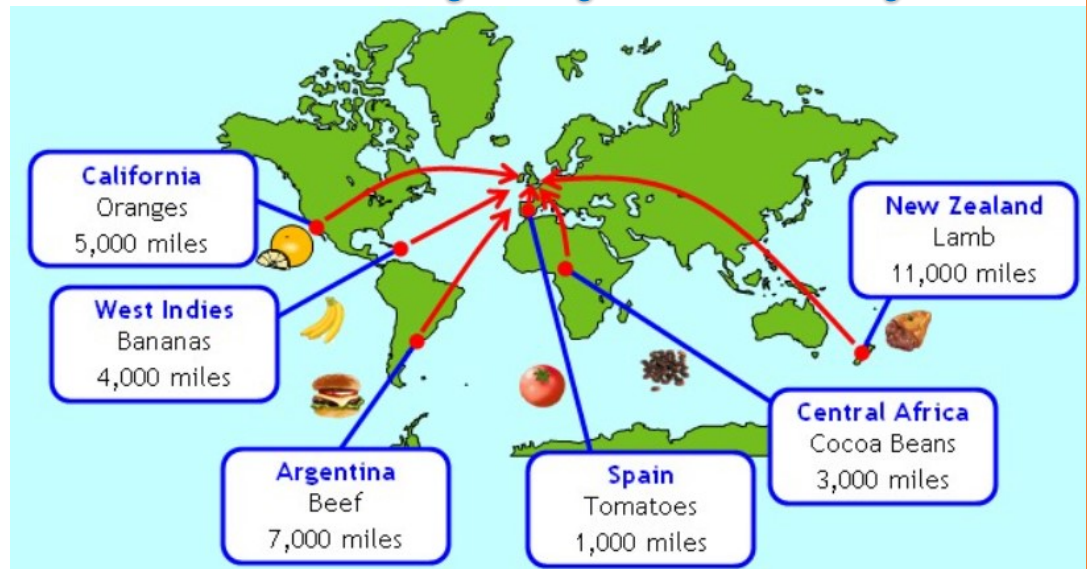 California
Oranges
5,000 miles
West Indies
Bananas
4,000 miles
Argentina
Beef
7,000 miles
Spain
Tomatoes
1,000 miles
Central Africa
Cocoa Beans
3,000 miles
New Zealand
Lamb
11,000 miles